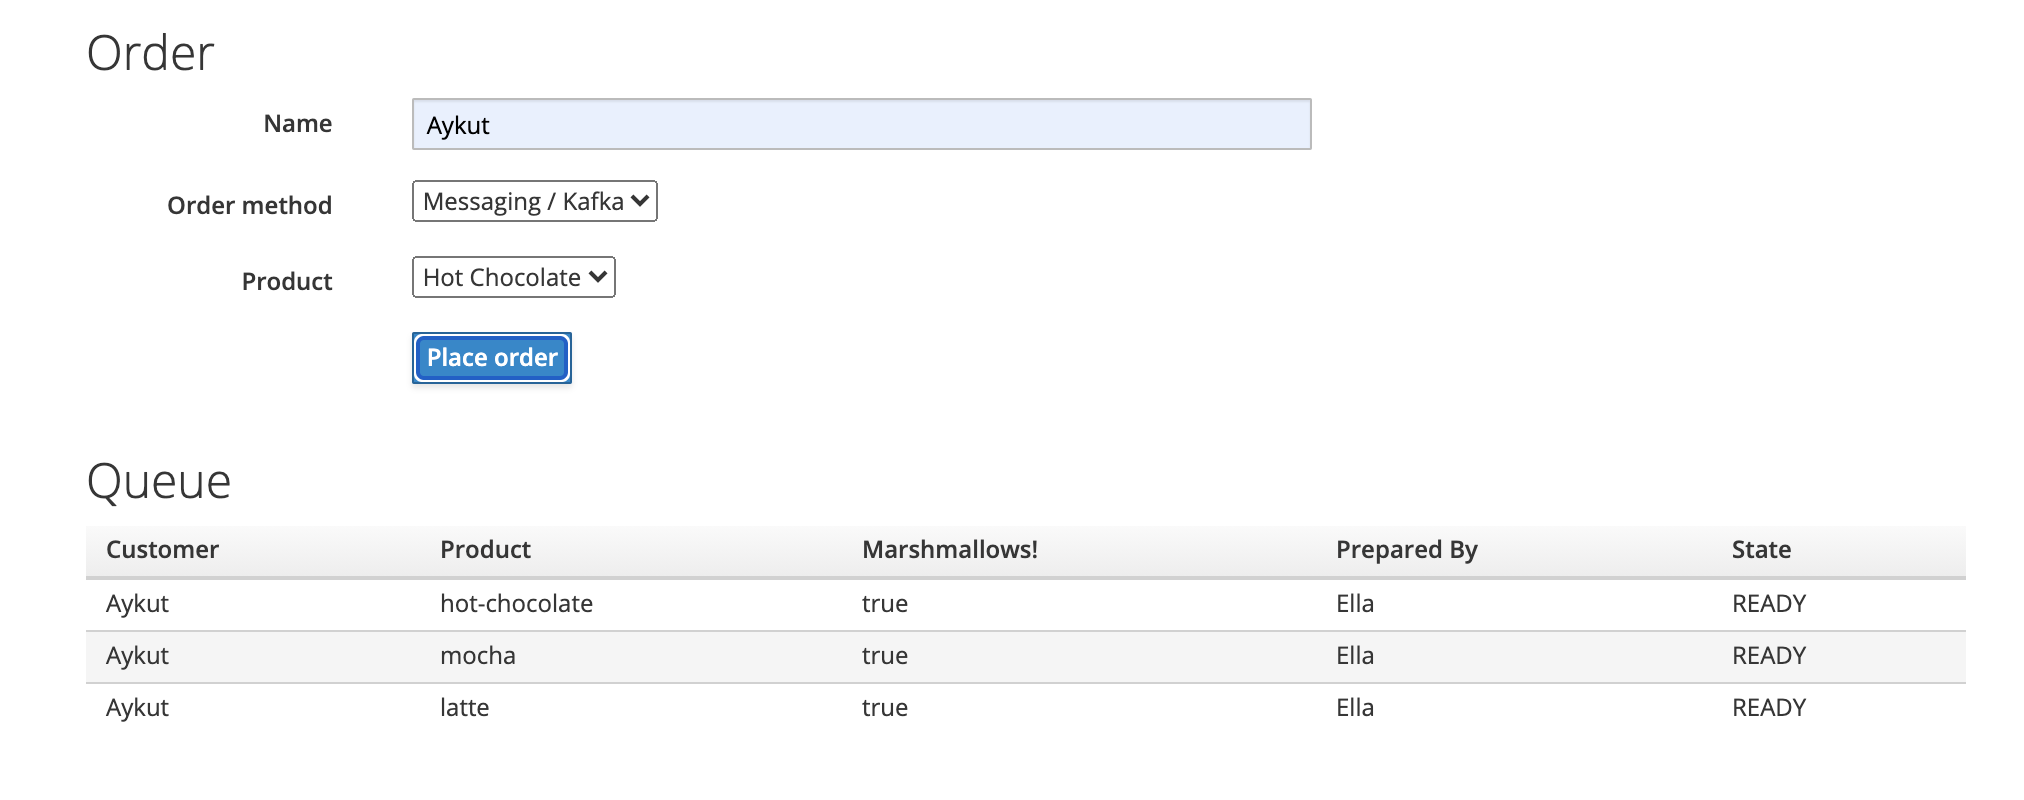 Order
Name Aykut
Order method Messaging / Kafka
Product Hot Chocolate
Place order
Queue
Customer Product Marshmallows! Prepared By State
Aykut hot-chocolate true Ella READY
Aykut mocha true Ella READY
Aykut latte true Ella READY